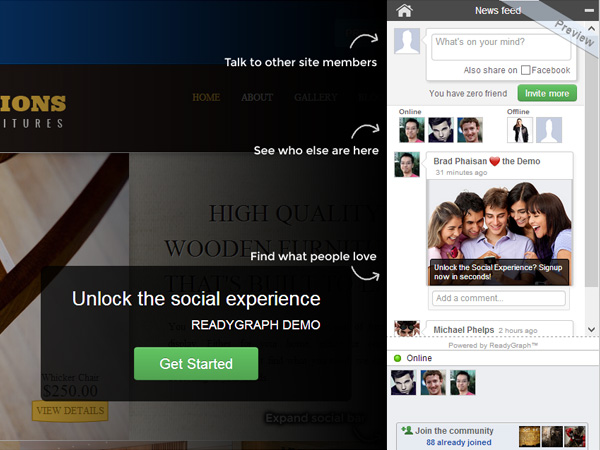 Talk to other site members
IONS
ITURES
HOME
ABOUT
GALLERY
See who else are here
HIGH QUALITY
WOODEN FURNI
THAT'S BU
Find what people love
Unlock the social experience
READYGRAPH DEMO
Get Started
Whicker Chair
$250.00
VIEW DETAILS
Expand social ba
News feed
Preview
What's on your mind?
Also share on Facebook
You have zero friend
Invite more
Online
Offline
Brad Phaisan ❤ the Demo
31 minutes ago
Unlock the Social Experience? Signup
now in seconds!
Add a comment...
Michael Phelps 2 hours ago
Powered by ReadyGraph™
Online
Join the community
88 already joined